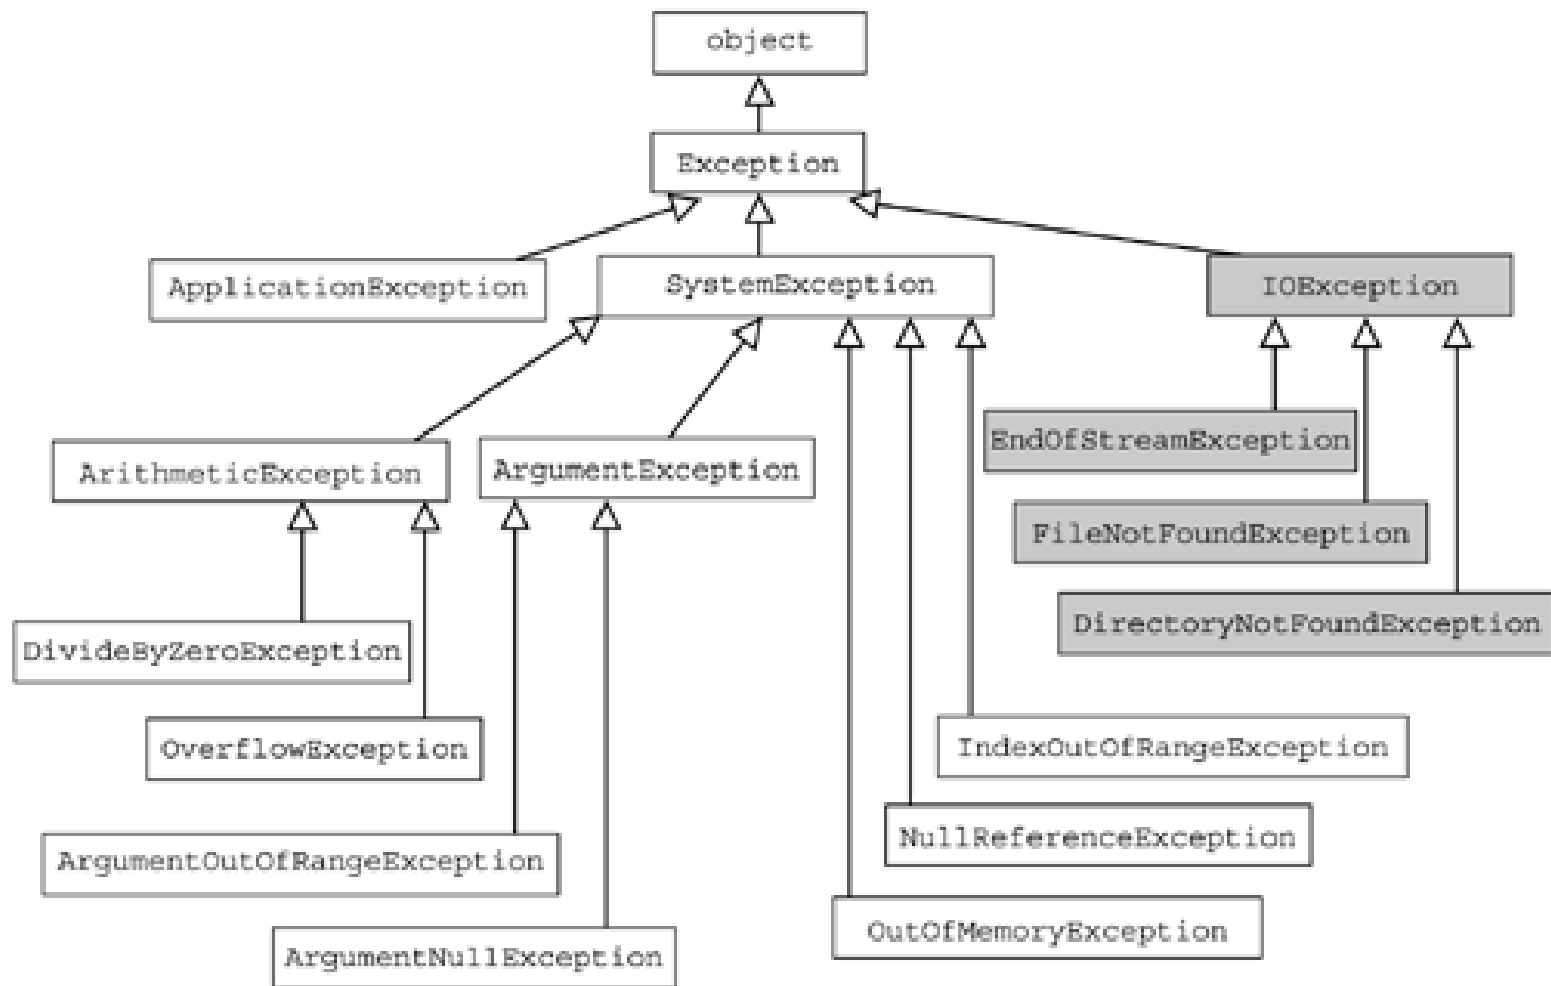 object
Exception
ApplicationException
SystemException
IOException
EndOfStreamException
ArithmeticException
ArgumentException
FileNotFoundException
DirectoryNotFoundException
DivideByZeroException
OverflowException
IndexOutOfRangeException
NullReferenceException
ArgumentOutOfRangeException
OutOfMemoryException
ArgumentNullException